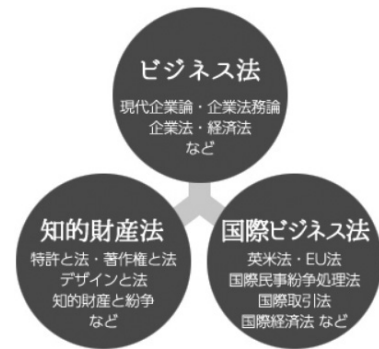 ビジネス法
現代企業論・企業法務論
企業法・経済法
など
知的財産法
特許と法・著作権と法
デザインと法
知的財産と紛争
など
国際ビジネス法
英米法・EU法
国際民事紛争処理法
国際取引法
国際経済法 など